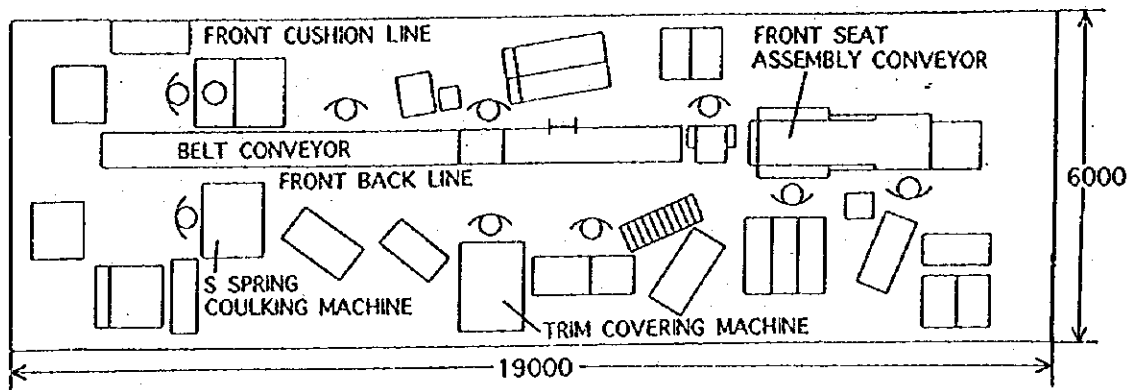 FRONT CUSHION LINE
FRONT SEAT
ASSEMBLY CONVEYOR
BELT CONVEYOR
FRONT BACK LINE
6000
S SPRING
COULKING MACHINE
TRIM COVERING MACHINE
19000